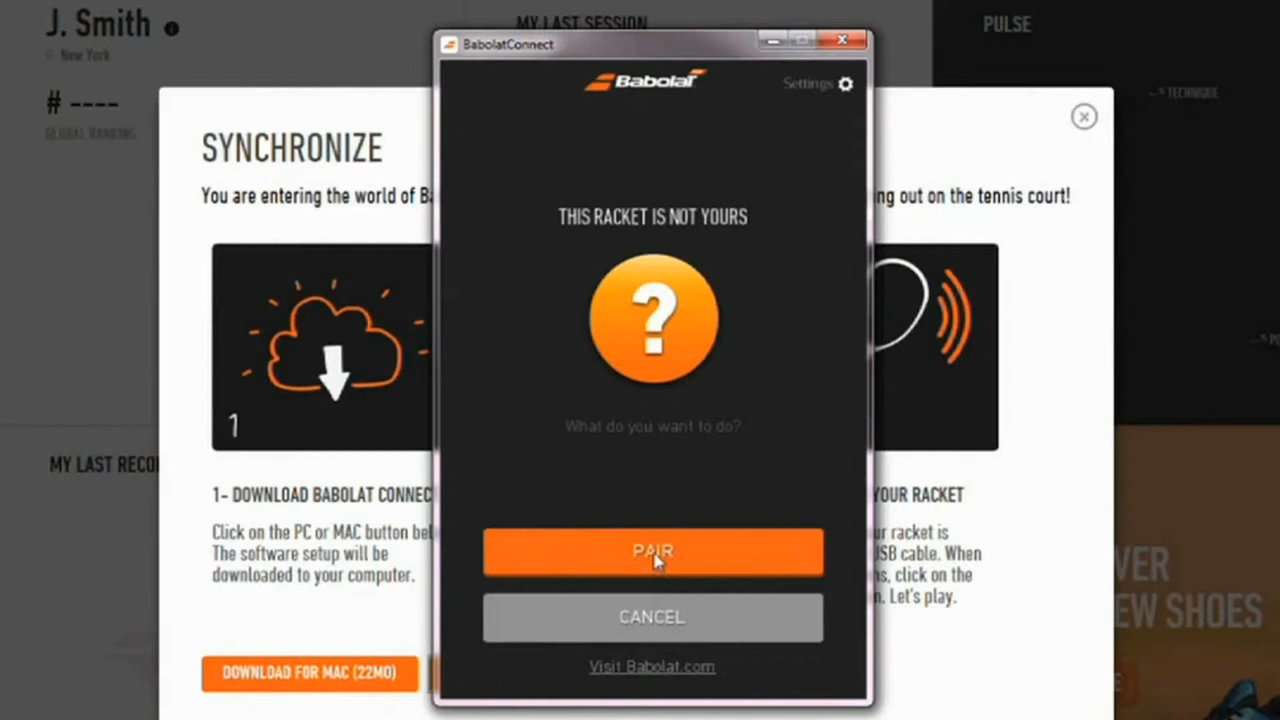 J. Smith
New York
# ----
GLOBAL RANKING
MY LAST SESSION
PULSE
TECHNIQUE
BabolatConnect
Babolat
Settings
THIS RACKET IS NOT YOURS
?
What do you want to do?
PAIR
CANCEL
Visit Babolat.com
SYNCHRONIZE
You are entering the world of
ng out on the tennis court!
1
1- DOWNLOAD BABOLAT CONNEC
Click on the PC or MAC button bel
The software setup will be
downloaded to your computer.
DOWNLOAD FOR MAC (22MO)
YOUR RACKET
ur racket is
USB cable. When
ns, click on the
n. Let's play.
MY LAST RECO
VER
EW SHOES